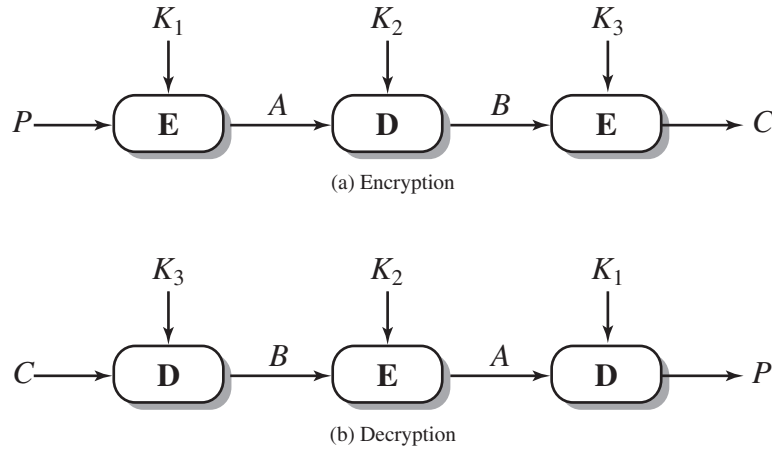 K1 K2 K3
P E A D B E C
(a) Encryption
K3 K2 K1
C D B E A D P
(b) Decryption